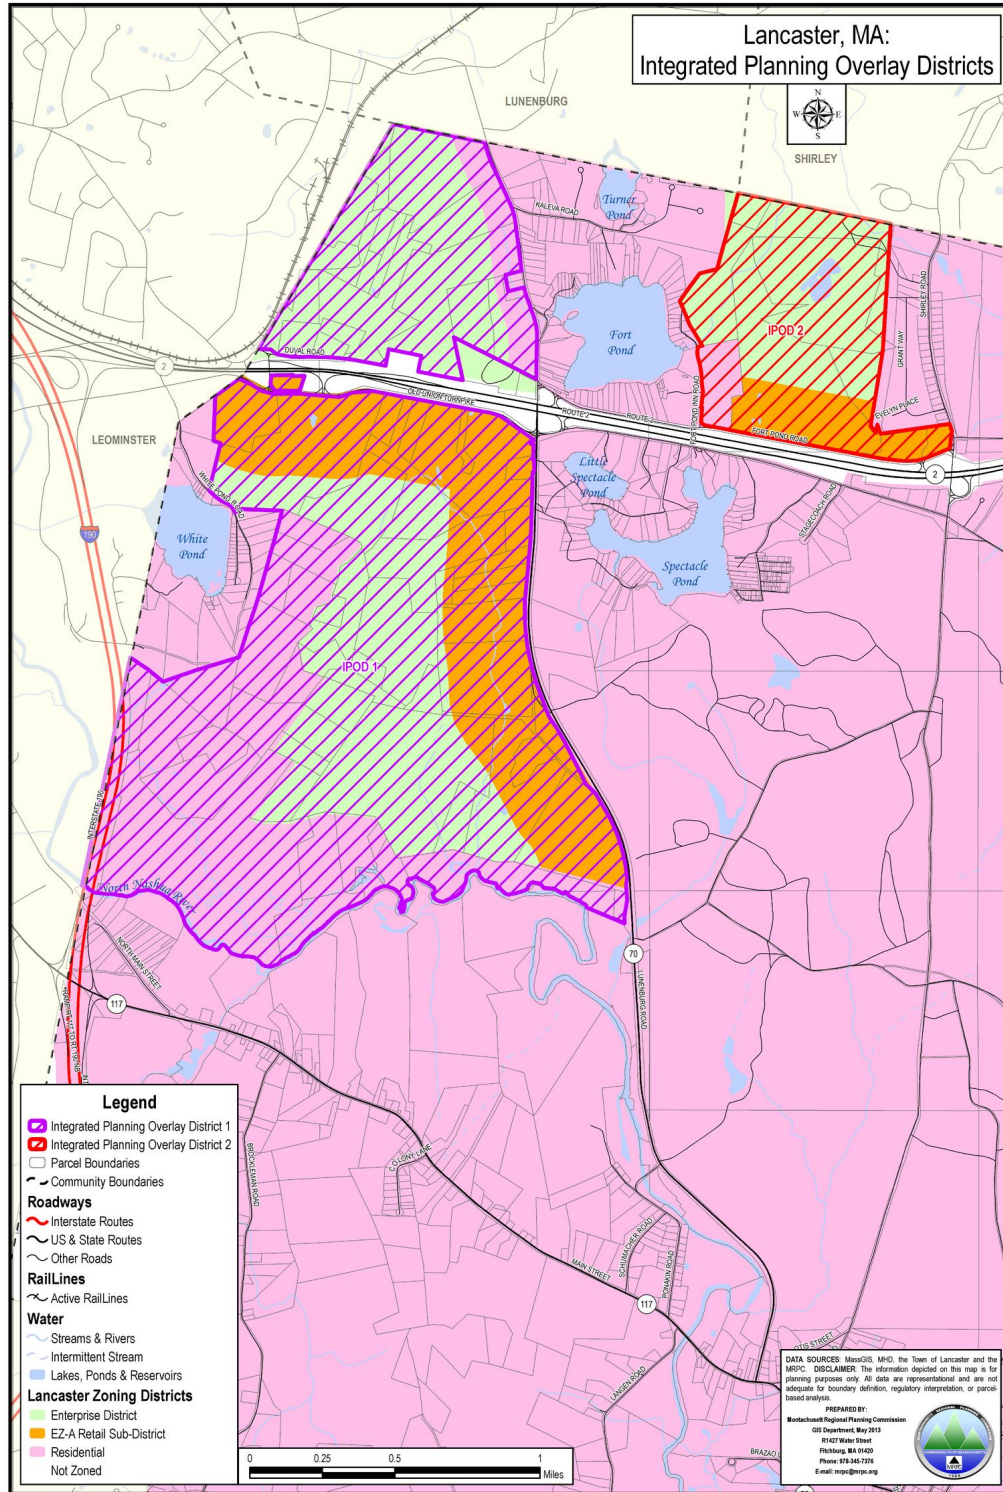 Lancaster, MA:
Integrated Planning Overlay Districts
N
W E
S
LUNENBURG
SHIRLEY
KALEVA ROAD
Turner
Pond
SHIRLEY ROAD
Fort
Pond
IPOD 2
GRANT WAY
DUVAL ROAD
2
OLD UNION TURNPIKE
ROUTE 2
ROUTE 2
FORT POND INN ROAD
EVELYN PLACE
FORT POND ROAD
LEOMINSTER
2
WHITE POND ROAD
Little
Spectacle
Pond
STAGECOACH ROAD
190
White
Pond
Spectacle
Pond
IPOD 1
INTERSTATE 190
North Nashua River
NORTH MAIN STREET
70
LUNENBURG ROAD
117
RAMP-RT 117 TO RT 190 NB
COLONY LANE
BROCKLEMAN ROAD
SCHUMACHER ROAD
PONAKIN ROAD
MAIN STREET
117
OTIS STREET
LANGEN ROAD
BRAZAO
Legend
Integrated Planning Overlay District 1
Integrated Planning Overlay District 2
Parcel Boundaries
Community Boundaries
Roadways
Interstate Routes
US & State Routes
Other Roads
RailLines
Active RailLines
Water
Streams & Rivers
Intermittent Stream
Lakes, Ponds & Reservoirs
Lancaster Zoning Districts
Enterprise District
EZ-A Retail Sub-District
Residential
Not Zoned
0 0.25 0.5 1
Miles
DATA SOURCES: MassGIS, MHD, the Town of Lancaster and the
MRPC. DISCLAIMER: The information depicted on this map is for
planning purposes only. All data are representational and are not
adequate for boundary definition, regulatory interpretation, or parcel-
based analysis.
PREPARED BY:
Montachusett Regional Planning Commission
GIS Department, May 2013
R1427 Water Street
Fitchburg, MA 01420
Phone: 978-345-7376
E-mail: mrpc@mrpc.org
MRPC